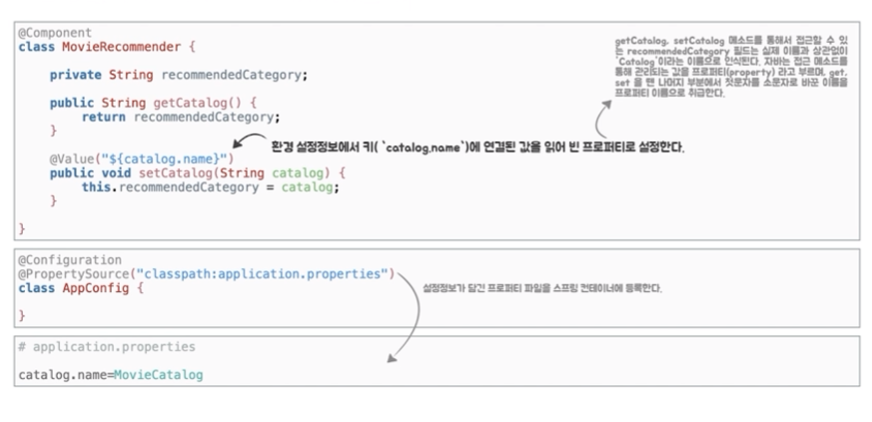 @Component
class MovieRecommender {
private String recommendedCategory;
public String getCatalog() {
return recommendedCategory;
}
@Value("${catalog.name}")
public void setCatalog(String catalog) {
this.recommendedCategory = catalog;
}
}
getCatalog, setCatalog 메소드를 통해서 접근할 수 있
는 recommendedCategory 필드는 실제 이름과 상관없이
'Catalog'이라는 이름으로 인식된다. 자바는 접근 메소드를
통해 관리되는 값을 프로퍼티(property) 라고 부르며, get,
set 을 뺀 나머지 부분에서 첫문자를 소문자로 바꾼 이름을
프로퍼티 이름으로 취급한다.
환경 설정정보에서 키( `catalog.name`)에 연결된 값을 읽어 빈 프로퍼티로 설정한다.
@Configuration
@PropertySource("classpath:application.properties")
class AppConfig {
}
설정정보가 담긴 프로퍼티 파일을 스프링 컨테이너에 등록한다.
# application.properties
catalog.name=MovieCatalog